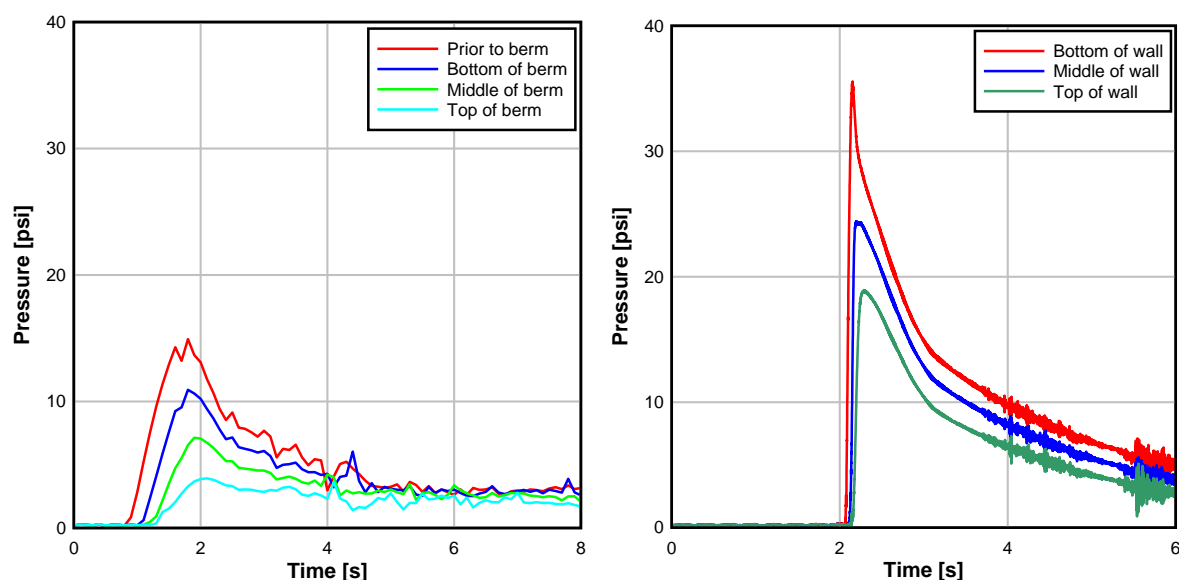 40
30
20
10
0
Pressure [psi]
0
2
4
6
8
Time [s]
Prior to berm
Bottom of berm
Middle of berm
Top of berm
40
30
20
10
0
Pressure [psi]
0
2
4
6
Time [s]
Bottom of wall
Middle of wall
Top of wall